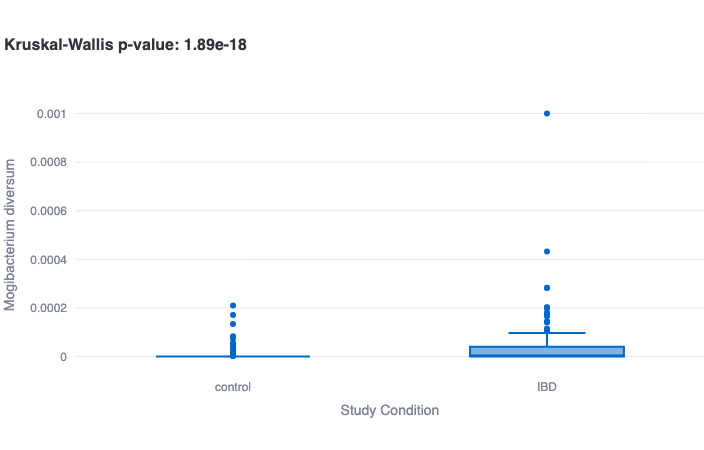 Kruskal-Wallis p-value: 1.89e-18
0.001
0.0008
0.0006
0.0004
0.0002
0
Mogibacterium diversum
control
IBD
Study Condition